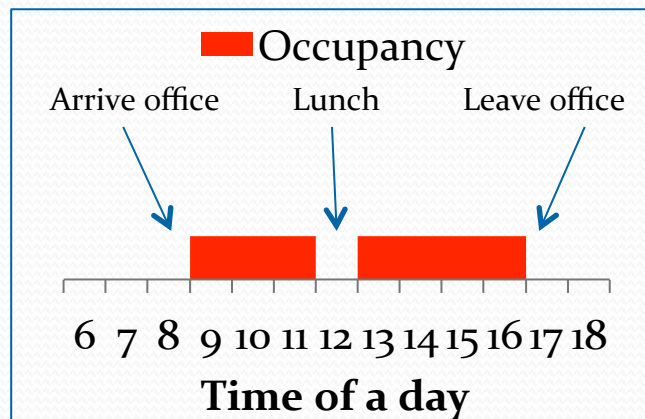 Occupancy
Arrive office Lunch Leave office
6 7 8 9 10 11 12 13 14 15 16 17 18
Time of a day